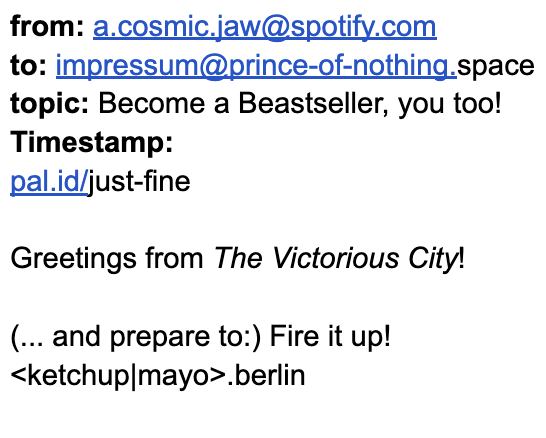 from: a.cosmic.jaw@spotify.com
to: impressum@prince-of-nothing.space
topic: Become a Beastseller, you too!
Timestamp:
pal.id/just-fine
Greetings from The Victorious City!
(... and prepare to:) Fire it up!
<ketchup|mayo>.berlin